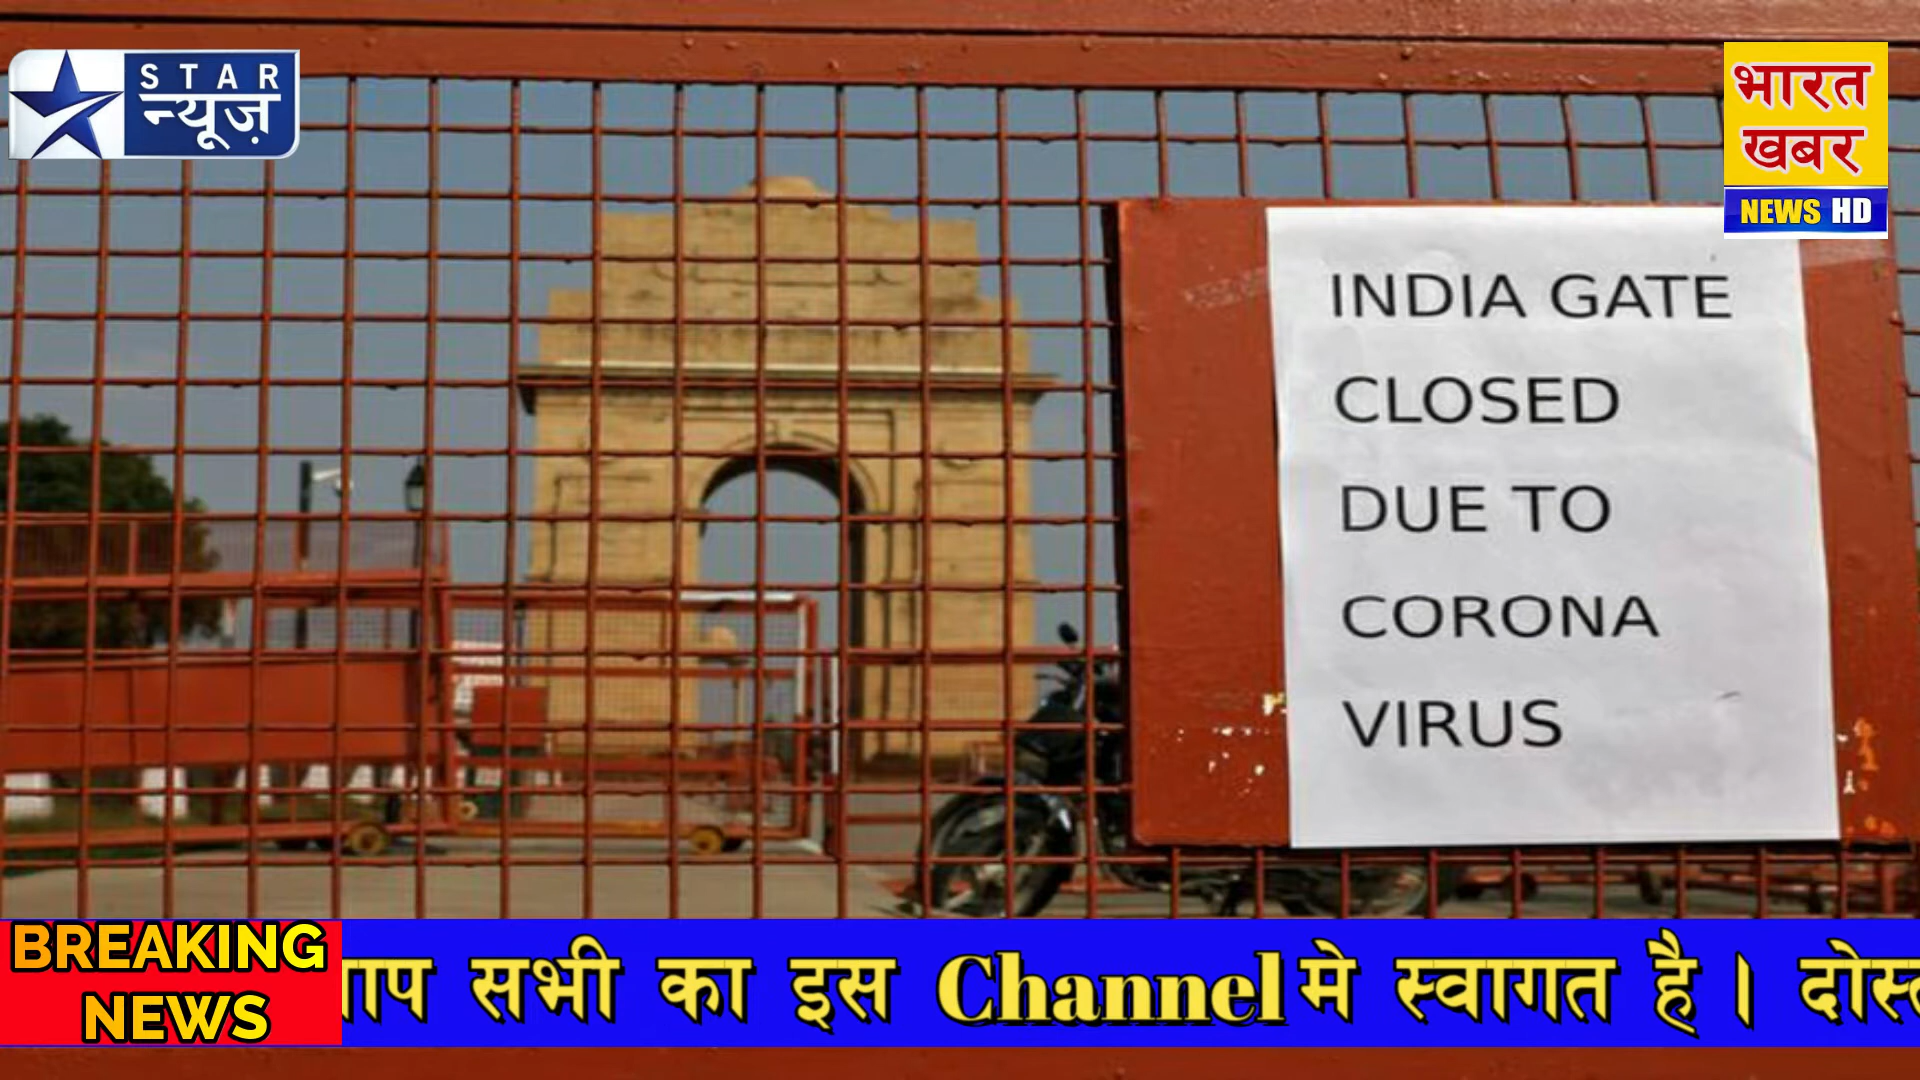 STAR
न्यूज़
भारत
खबर
NEWS HD
INDIA GATE
CLOSED
DUE TO
CORONA
VIRUS
BREAKING
NEWS
सभी का इस Channel मे स्वागत है ।